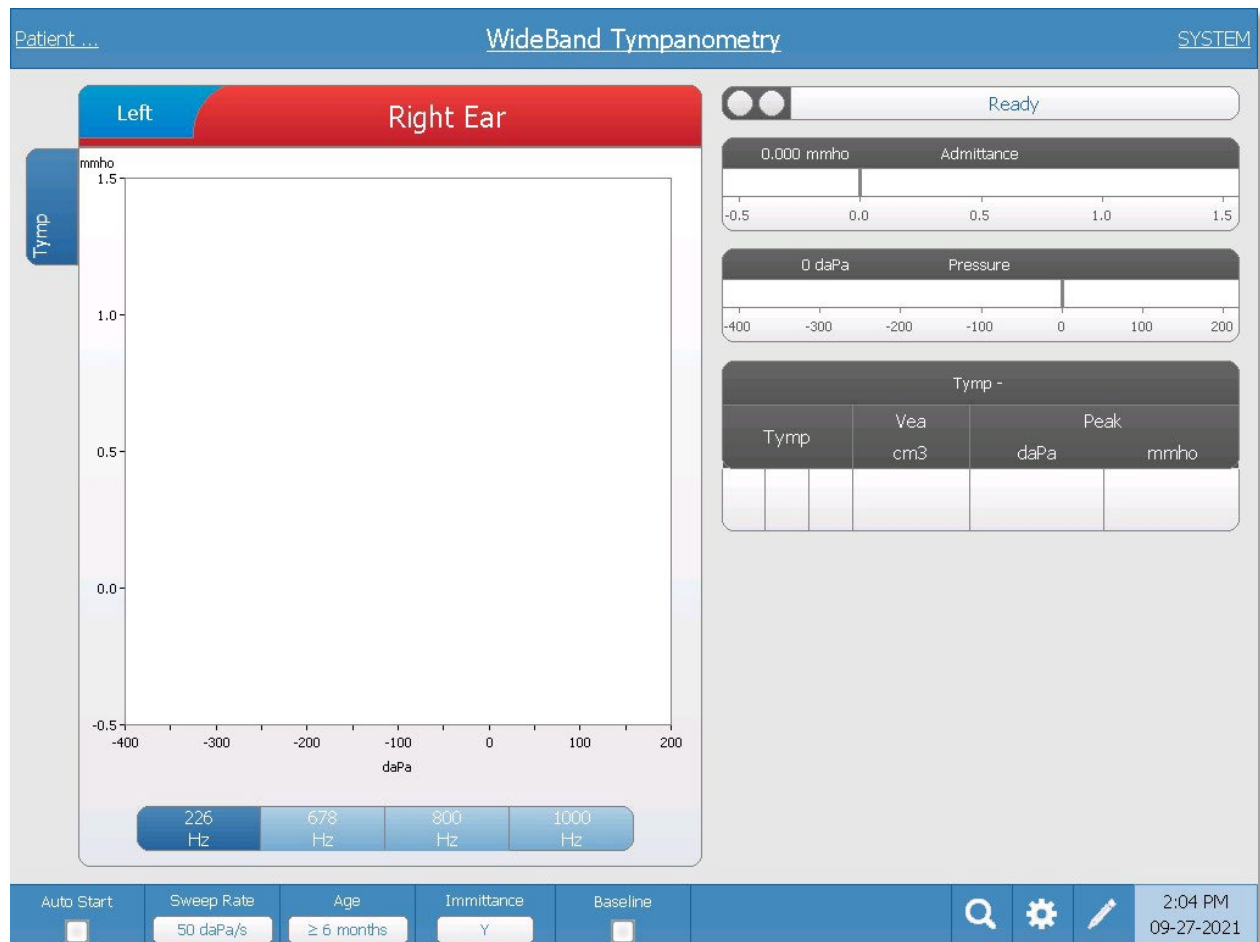 Patient ...
WideBand Tympanometry
SYSTEM
Left
Right Ear
Tymp
mmho
1.5
1.0
0.5
0.0
-0.5
-400 -300 -200 -100 0 100 200
daPa
226 Hz
678 Hz
800 Hz
1000 Hz
Ready
0.000 mmho Admittance
-0.5 0.0 0.5 1.0 1.5
0 daPa Pressure
-400 -300 -200 -100 0 100 200
Tymp -
Tymp
Vea
cm3
Peak
daPa mmho
Auto Start
Sweep Rate
50 daPa/s
Age
≥ 6 months
Immittance
Y
Baseline
2:04 PM
09-27-2021